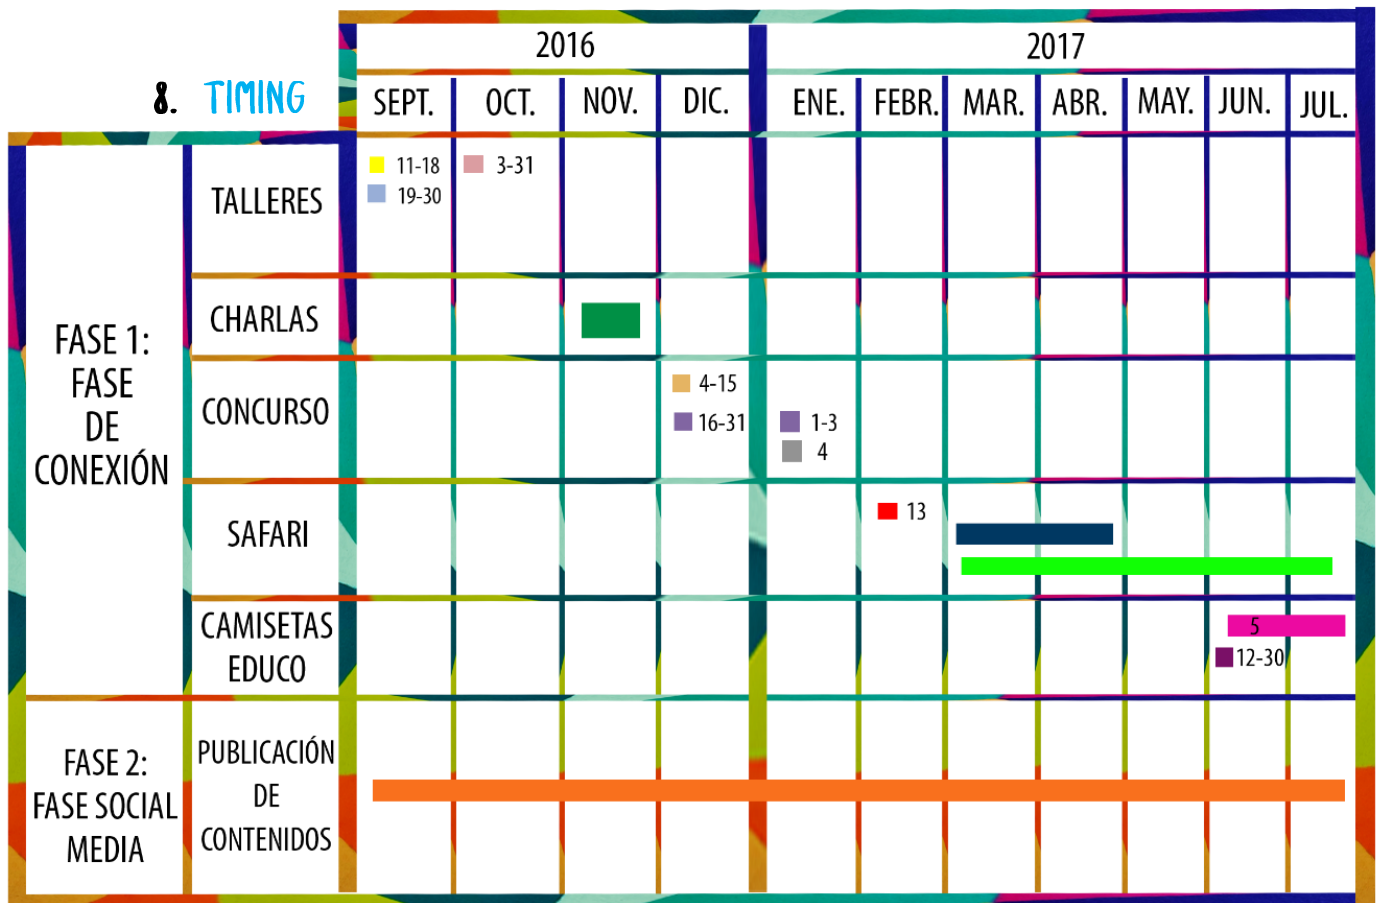 2016
2017
8. TIMING
SEPT. OCT. NOV. DIC. ENE. FEBR. MAR. ABR. MAY. JUN. JUL.
FASE 1:
FASE
DE
CONEXIÓN
TALLERES
11-18
3-31
19-30
CHARLAS
CONCURSO
4-15
16-31
1-3
4
SAFARI
13
CAMISETAS
EDUCO
5
12-30
FASE 2:
FASE SOCIAL
MEDIA
PUBLICACIÓN
DE
CONTENIDOS